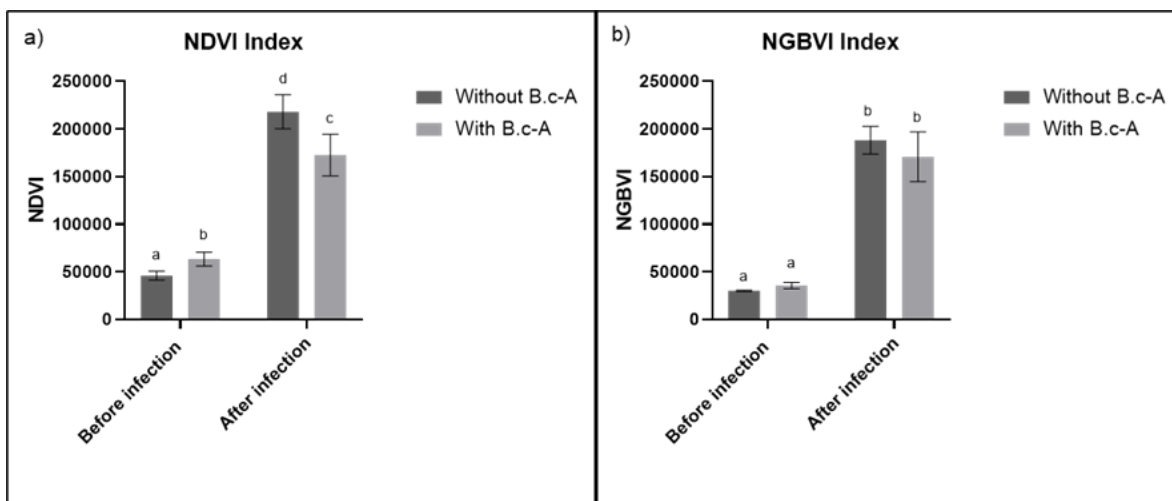 a)
NDVI Index
NDVI
250000
200000
150000
100000
50000
0
a
b
d
c
Before infection
After infection
Without B.c-A
With B.c-A
b)
NGBVI Index
NGBVI
250000
200000
150000
100000
50000
0
a
a
b
b
Before infection
After infection
Without B.c-A
With B.c-A